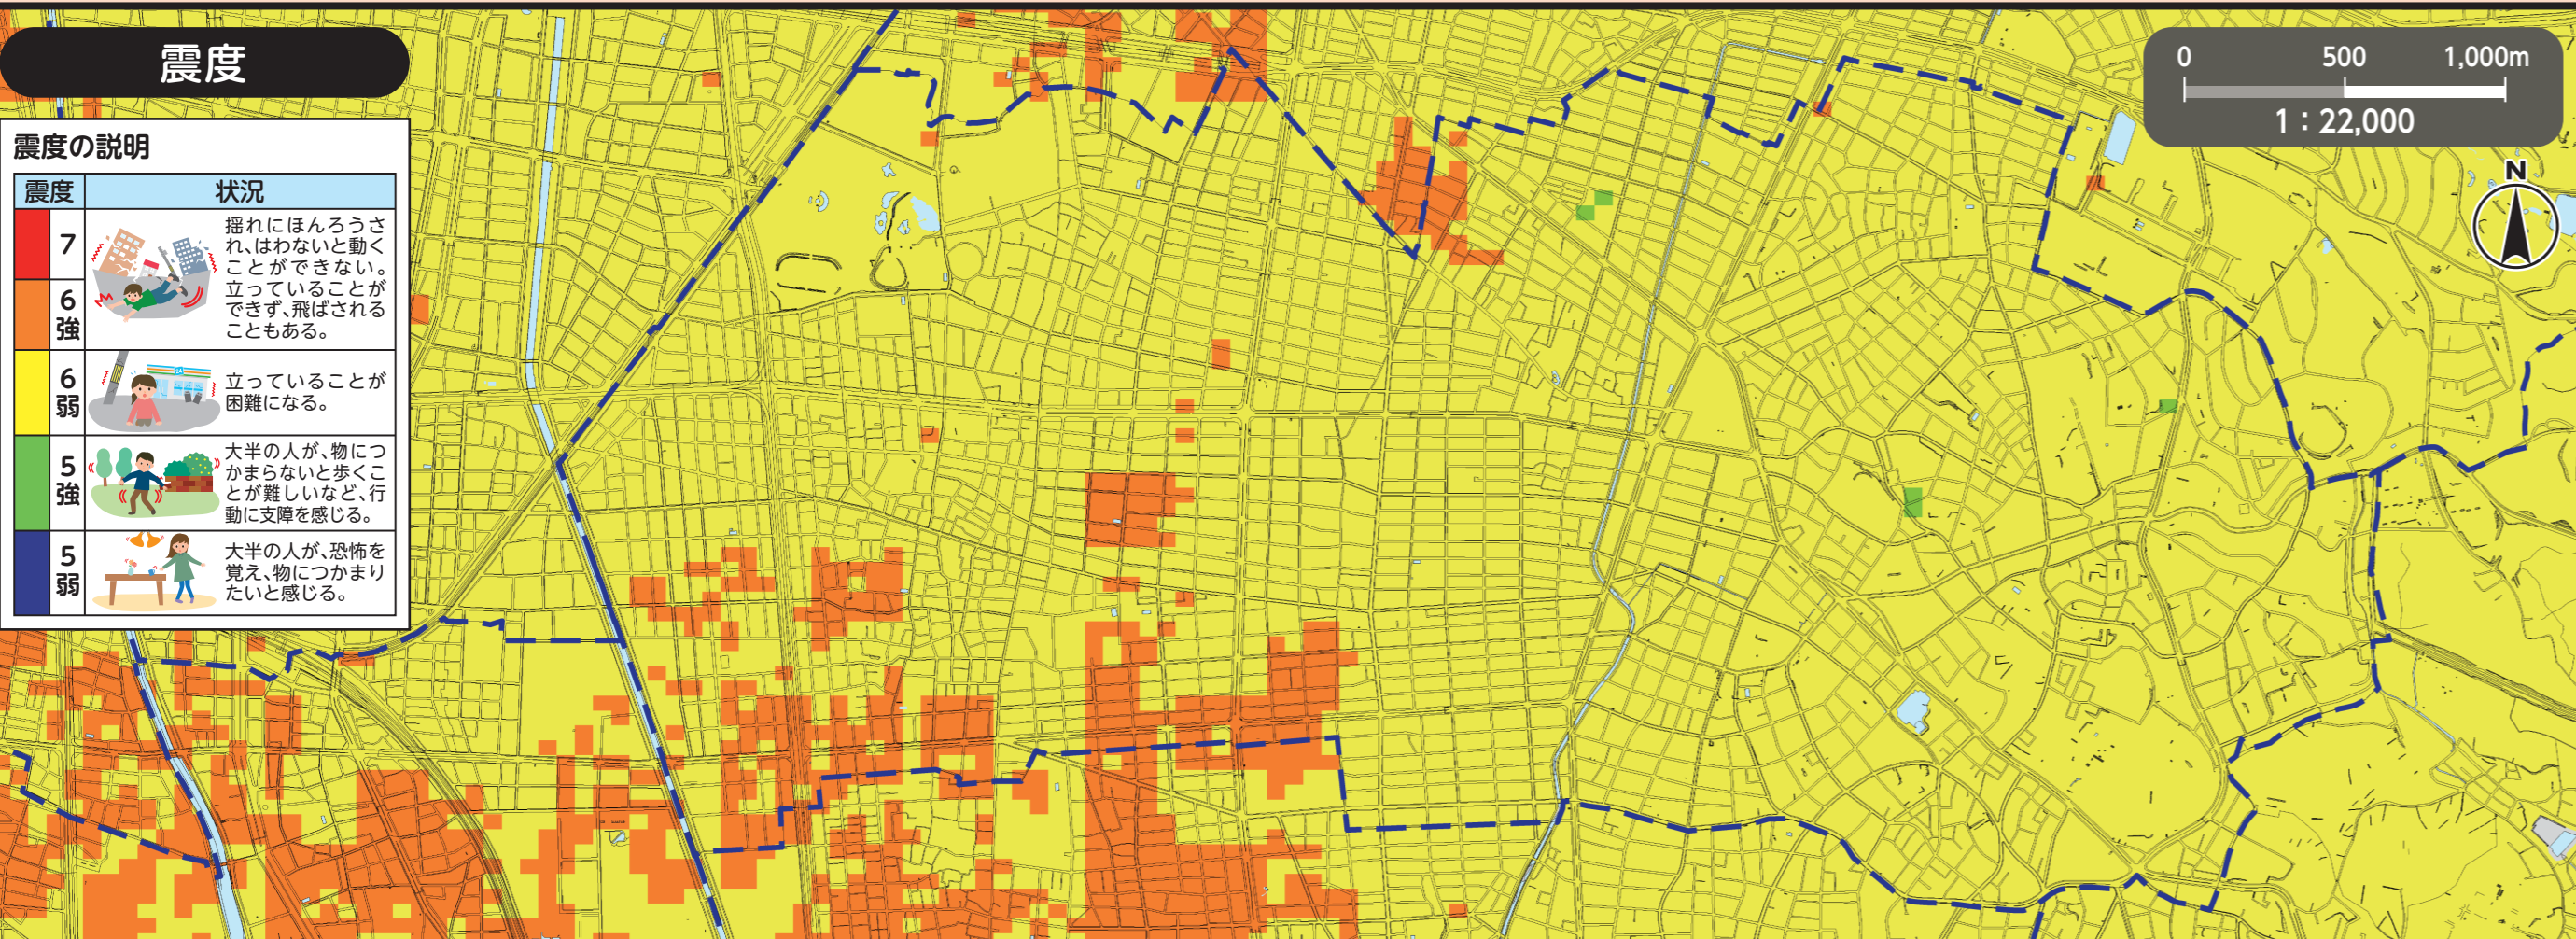 震度
0 500 1,000m
1：22,000
N
震度の説明
震度 状況
7
揺れにほんろうさ
れ、はわないと動く
ことができない。
立っていることが
できず、飛ばされる
こともある。
6
強
6
弱
立っていることが
困難になる。
5
強
大半の人が、物につ
かまらないと歩くこ
とが難しいなど、行
動に支障を感じる。
5
弱
大半の人が、恐怖を
覚え、物につかまり
たいと感じる。